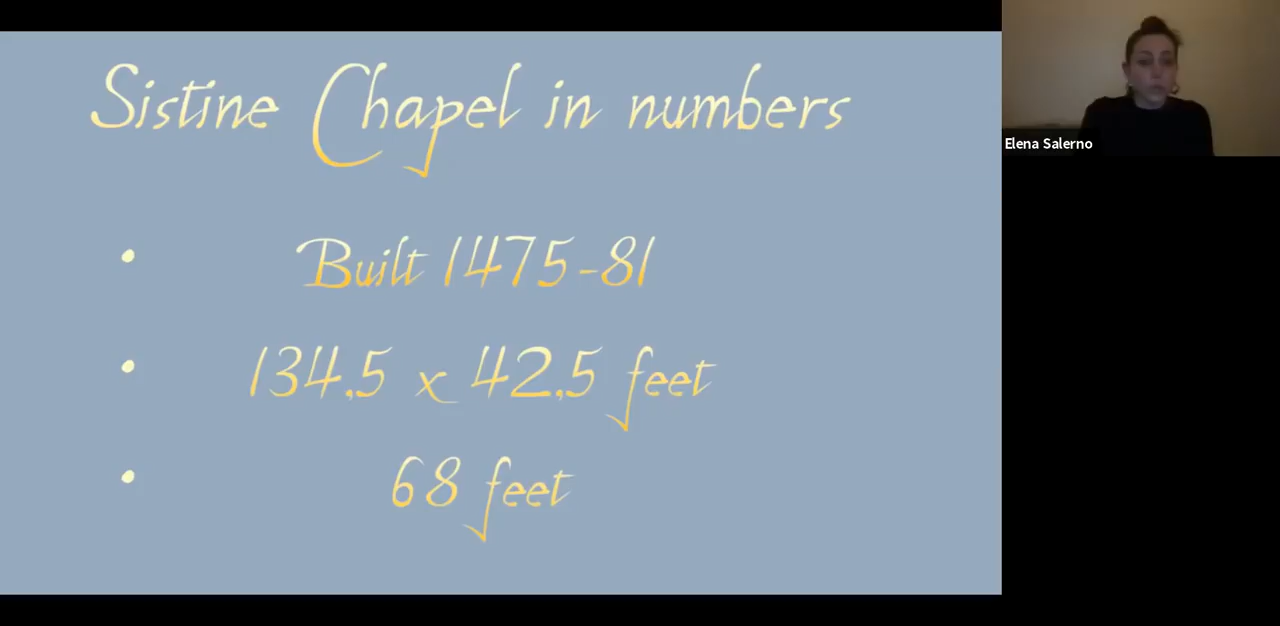 Sistine Chapel in numbers
• Built 1475-81
• 134.5 x 42.5 feet
• 68 feet
Elena Salerno